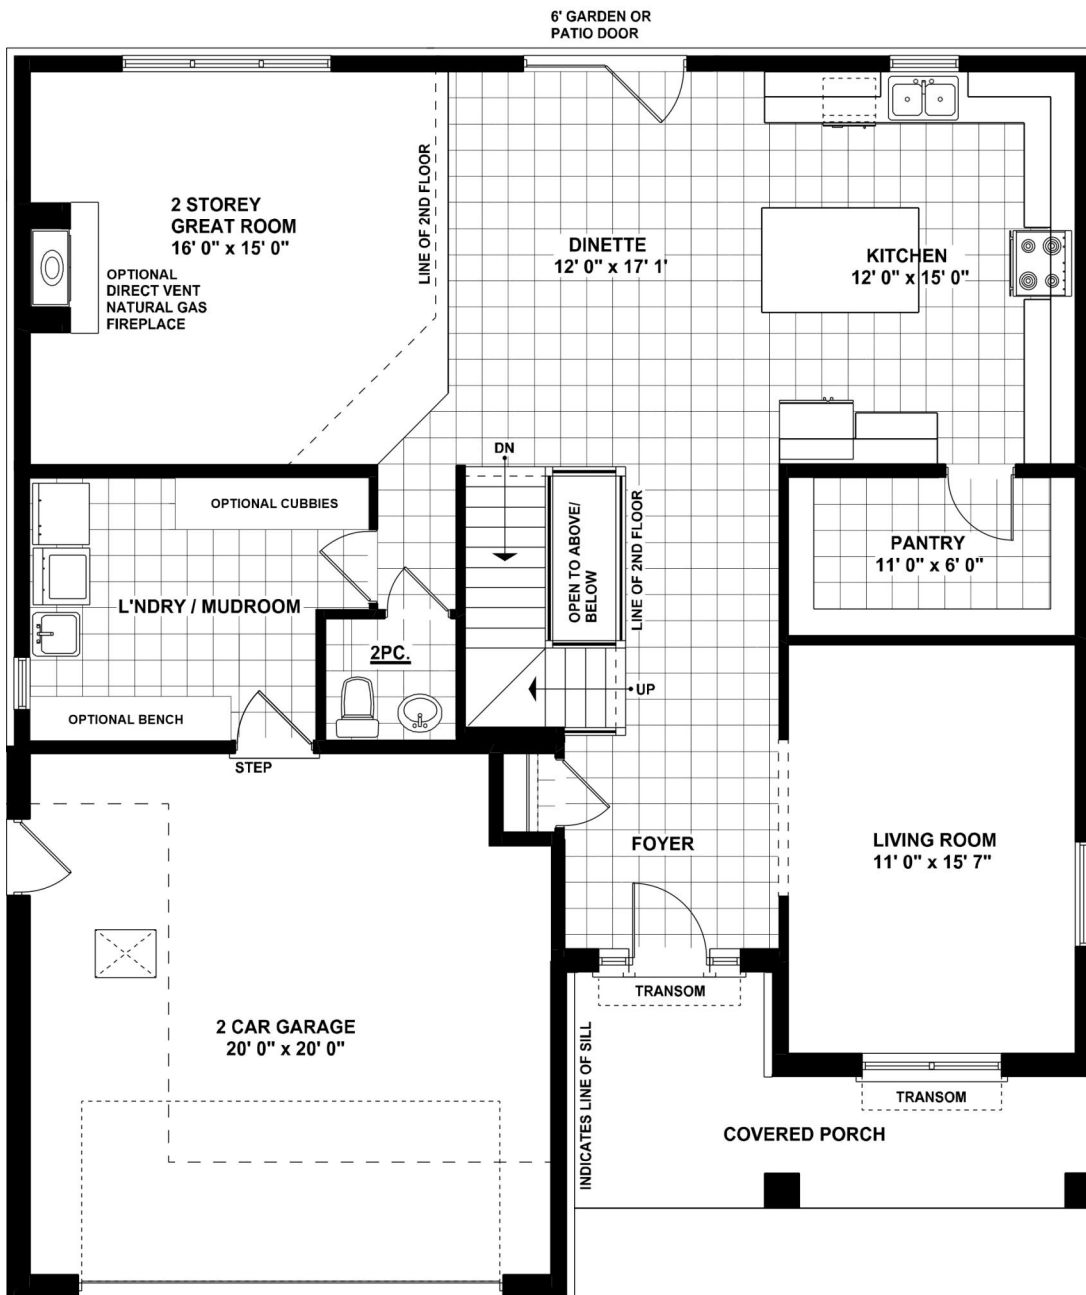 6' GARDEN OR
PATIO DOOR
2 STOREY
GREAT ROOM
16' 0" x 15' 0"
OPTIONAL
DIRECT VENT
NATURAL GAS
FIREPLACE
LINE OF 2ND FLOOR
DINETTE
12' 0" x 17' 1'
KITCHEN
12' 0" x 15' 0"
DN
OPTIONAL CUBBIES
OPEN TO ABOVE/
BELOW
LINE OF 2ND FLOOR
PANTRY
11' 0" x 6' 0"
L'NDRY / MUDROOM
2PC.
UP
OPTIONAL BENCH
STEP
FOYER
LIVING ROOM
11' 0" x 15' 7"
TRANSOM
2 CAR GARAGE
20' 0" x 20' 0"
INDICATES LINE OF SILL
TRANSOM
COVERED PORCH